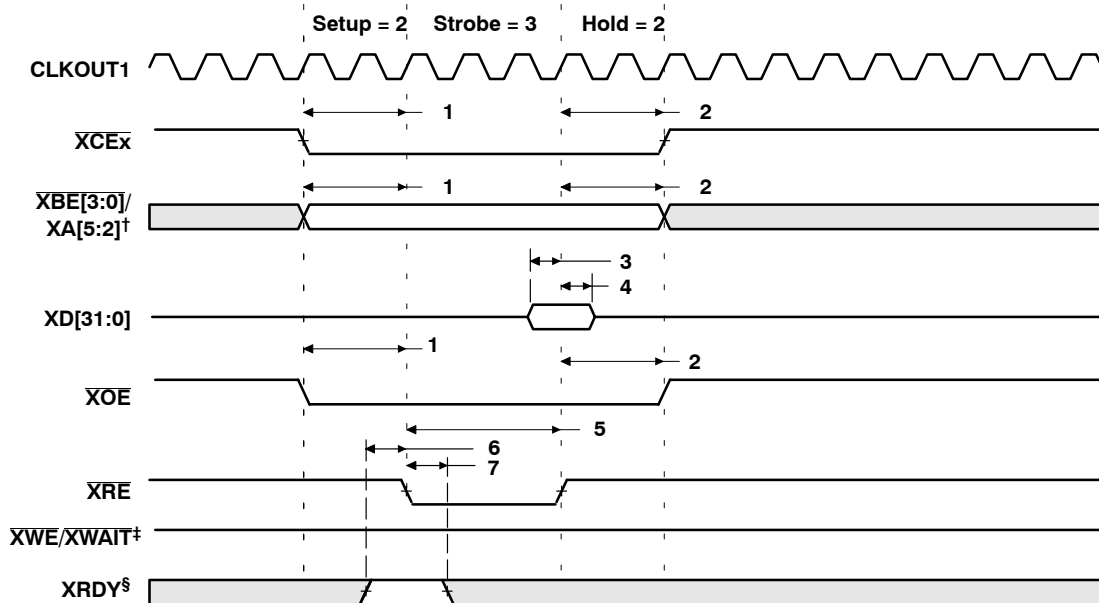 Setup = 2 Strobe = 3 Hold = 2
CLKOUT1
1 2
XCEx
1 2
XBE[3:0]/
XA[5:2]†
3
4
XD[31:0]
1
2
XOE
5
6
7
XRE
XWE/XWAIT‡
XRDY§